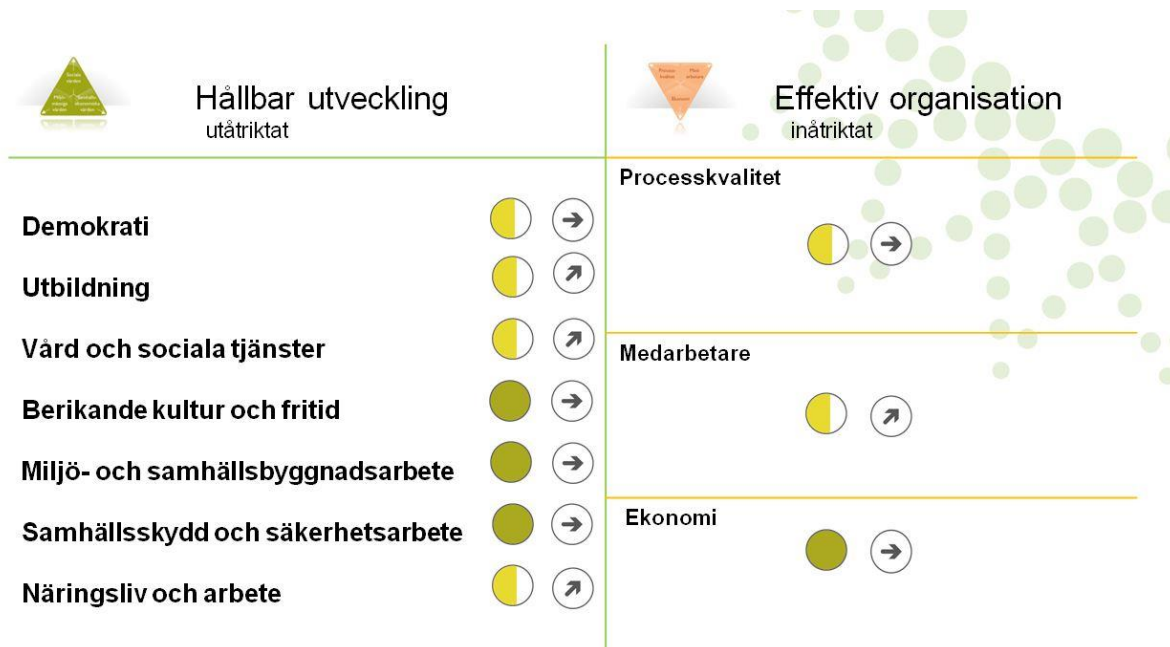 Hållbar utveckling
utåtriktat
Demokrati
Utbildning
Vård och sociala tjänster
Berikande kultur och fritid
Miljö- och samhällsbyggnadsarbete
Samhällsskydd och säkerhetsarbete
Näringsliv och arbete
Effektiv organisation
inåtriktat
Processkvalitet
Medarbetare
Ekonomi